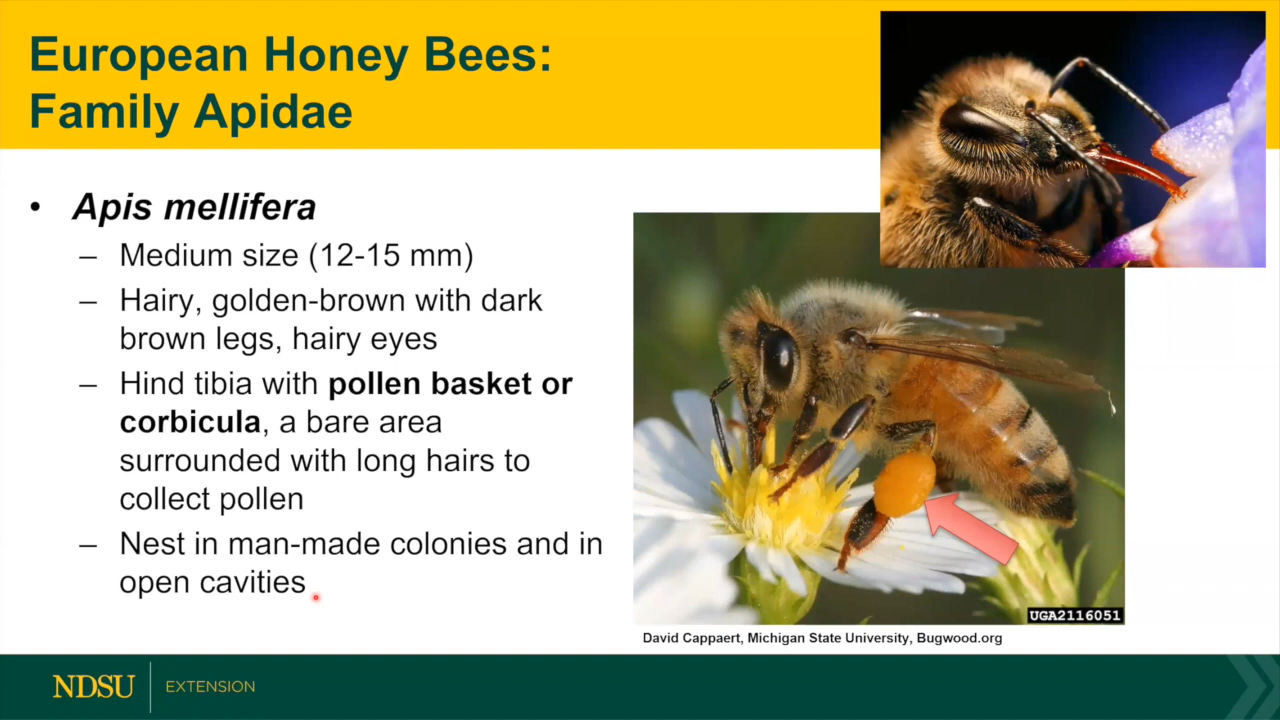 European Honey Bees:
Family Apidae
• Apis mellifera
– Medium size (12-15 mm)
– Hairy, golden-brown with dark
brown legs, hairy eyes
– Hind tibia with pollen basket or
corbicula, a bare area
surrounded with long hairs to
collect pollen
– Nest in man-made colonies and in
open cavities
UGA2116051
David Cappaert, Michigan State University, Bugwood.org
NDSU EXTENSION